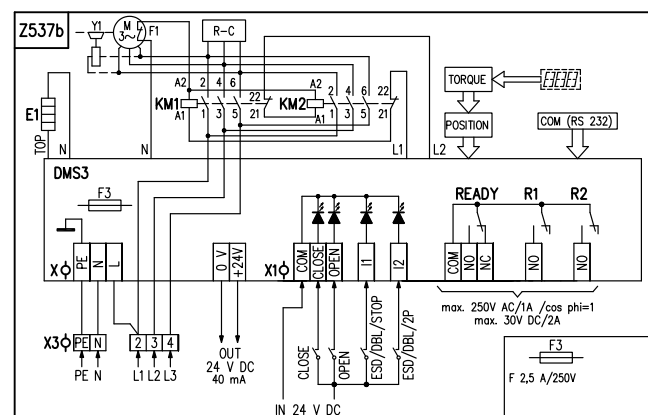 Z537b
Y1
M
3~
F1
R-C
A2
2 4 6
22
KM1
A1
1 3 5
21
A2
2 4 6
22
KM2
A1
1 3 5
21
TORQUE
POSITION
COM (RS 232)
E1
TOP
N
N
L1
L2
DMS3
F3
READY
R1
R2
X
PE
N
L
0 V
+24V
X1
COM
CLOSE
OPEN
I1
I2
COM
NO
NC
NO
NO
max. 250V AC/1A /cos phi=1
max. 30V DC/2A
X3
PE
N
2
3
4
PE N
L1 L2 L3
OUT
24 V DC
40 mA
CLOSE
OPEN
ESD/DBL/STOP
ESD/DBL/2P
IN 24 V DC
F3
F 2,5 A/250V